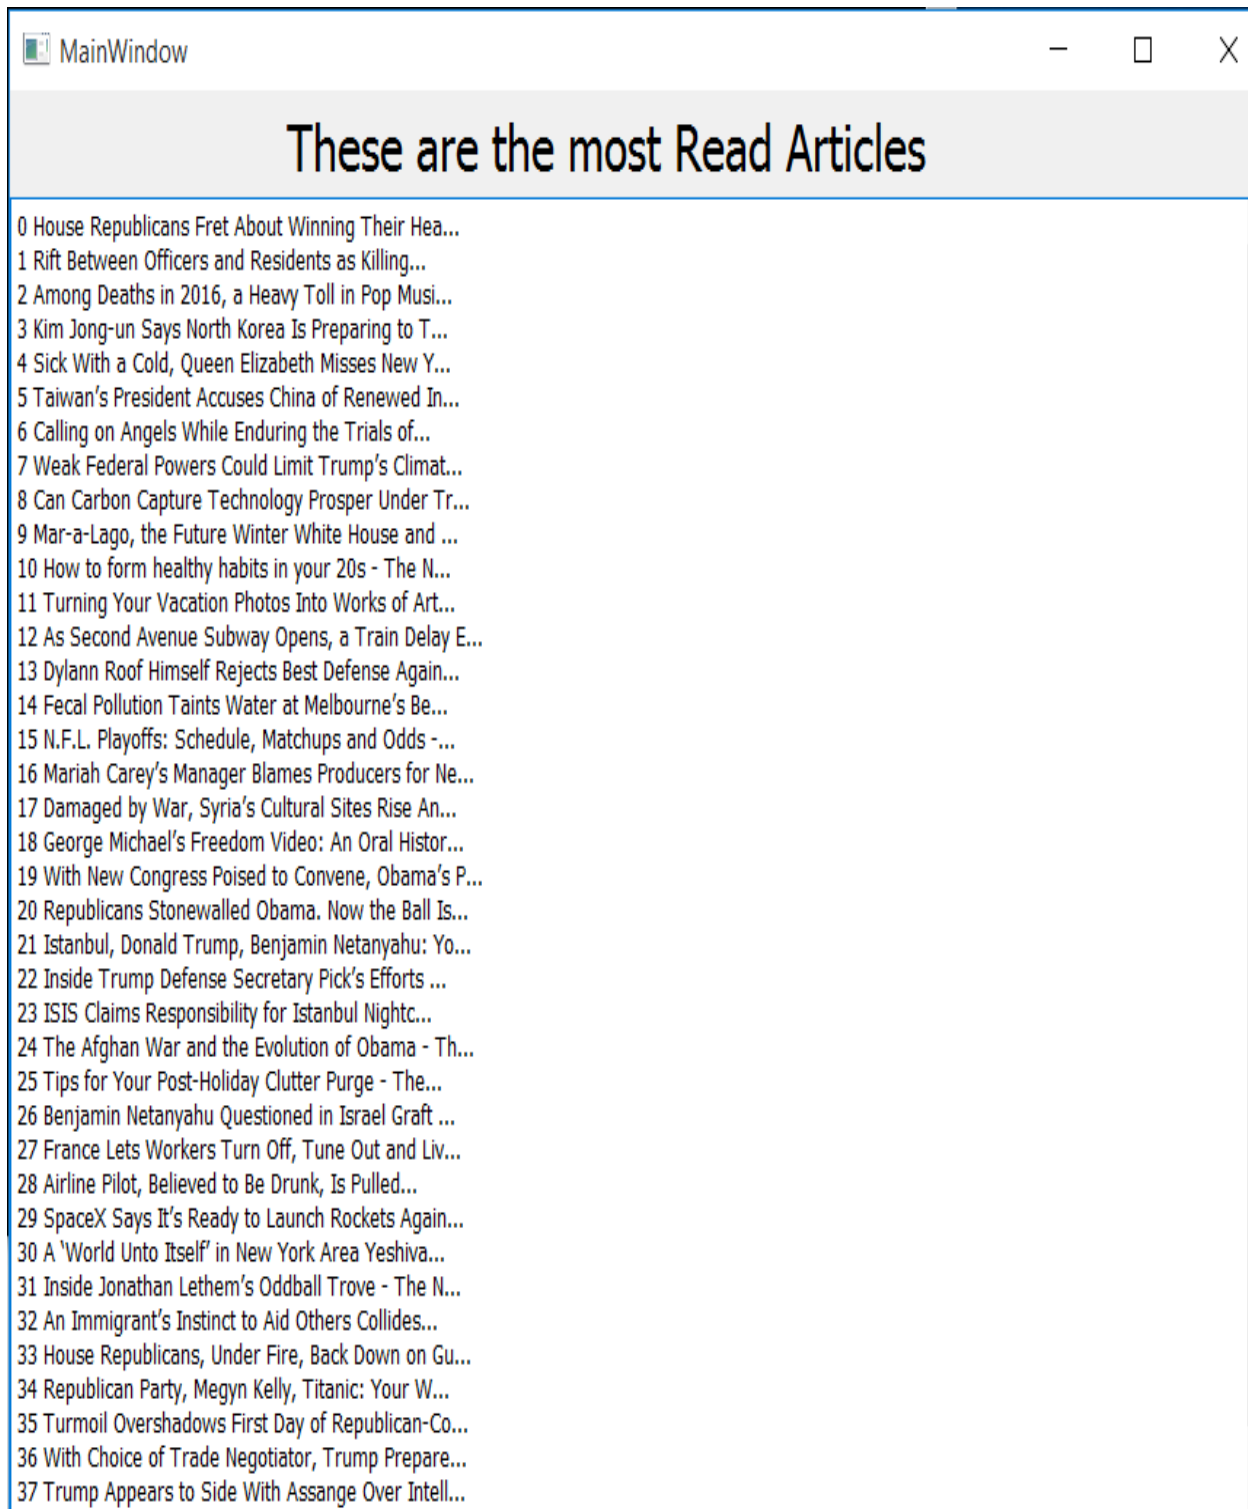 MainWindow
These are the most Read Articles
0 House Republicans Fret About Winning Their Hea...
1 Rift Between Officers and Residents as Killing...
2 Among Deaths in 2016, a Heavy Toll in Pop Musi...
3 Kim Jong-un Says North Korea Is Preparing to T...
4 Sick With a Cold, Queen Elizabeth Misses New Y...
5 Taiwan’s President Accuses China of Renewed In...
6 Calling on Angels While Enduring the Trials of...
7 Weak Federal Powers Could Limit Trump’s Climat...
8 Can Carbon Capture Technology Prosper Under Tr...
9 Mar-a-Lago, the Future Winter White House and ...
10 How to form healthy habits in your 20s - The N...
11 Turning Your Vacation Photos Into Works of Art...
12 As Second Avenue Subway Opens, a Train Delay E...
13 Dylann Roof Himself Rejects Best Defense Again...
14 Fecal Pollution Taints Water at Melbourne’s Be...
15 N.F.L. Playoffs: Schedule, Matchups and Odds -...
16 Mariah Carey’s Manager Blames Producers for Ne...
17 Damaged by War, Syria’s Cultural Sites Rise An...
18 George Michael’s Freedom Video: An Oral Histor...
19 With New Congress Poised to Convene, Obama’s P...
20 Republicans Stonewalled Obama. Now the Ball Is...
21 Istanbul, Donald Trump, Benjamin Netanyahu: Yo...
22 Inside Trump Defense Secretary Pick’s Efforts ...
23 ISIS Claims Responsibility for Istanbul Nightc...
24 The Afghan War and the Evolution of Obama - Th...
25 Tips for Your Post-Holiday Clutter Purge - The...
26 Benjamin Netanyahu Questioned in Israel Graft ...
27 France Lets Workers Turn Off, Tune Out and Liv...
28 Airline Pilot, Believed to Be Drunk, Is Pulled...
29 SpaceX Says It’s Ready to Launch Rockets Again...
30 A ‘World Unto Itself’ in New York Area Yeshiva...
31 Inside Jonathan Lethem’s Oddball Trove - The N...
32 An Immigrant’s Instinct to Aid Others Collides...
33 House Republicans, Under Fire, Back Down on Gu...
34 Republican Party, Megyn Kelly, Titanic: Your W...
35 Turmoil Overshadows First Day of Republican-Co...
36 With Choice of Trade Negotiator, Trump Prepare...
37 Trump Appears to Side With Assange Over Intell...